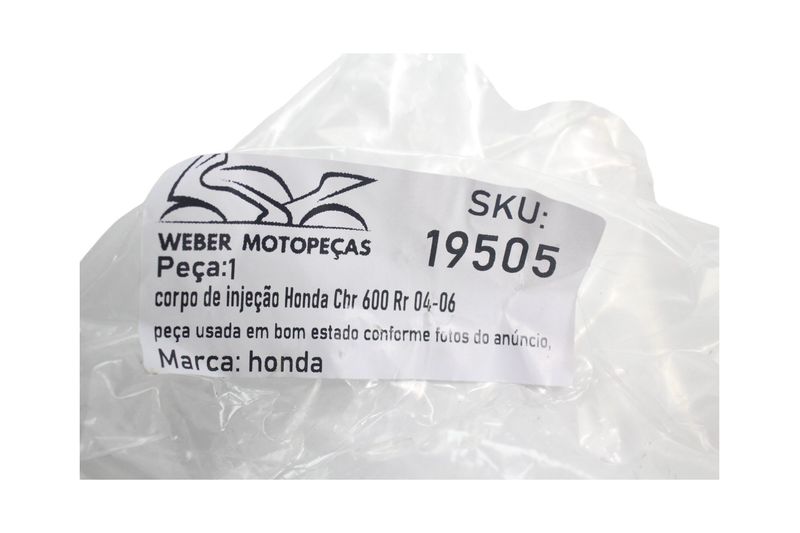 WEBER MOTOPEÇAS
SKU:
19505
Peça:1
corpo de injeção Honda Chr 600 Rr 04-06
peça usada em bom estado conforme fotos do anúncio,
Marca: honda